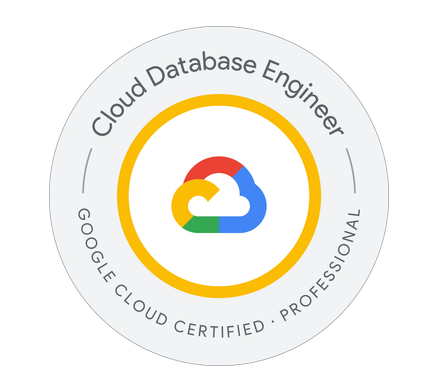 Cloud Database Engineer
GOOGLE CLOUD CERTIFIED · PROFESSIONAL